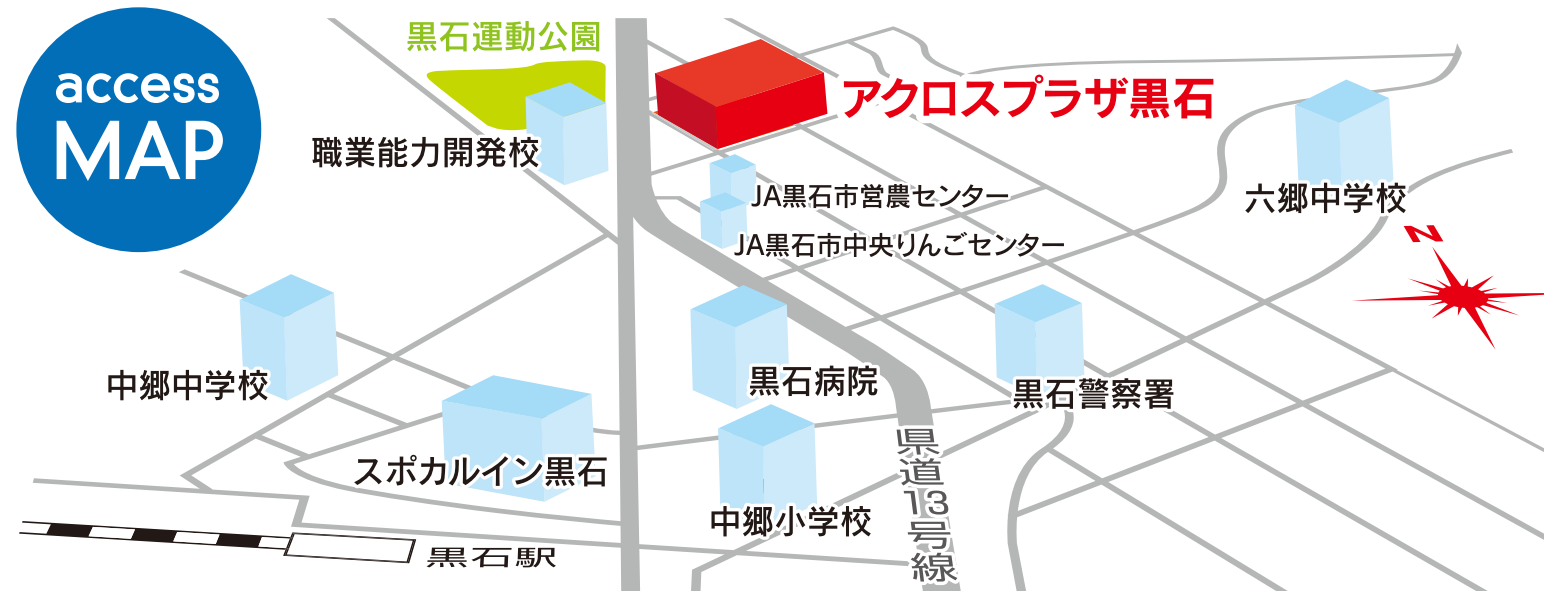 access
MAP
黒石運動公園
アクロスプラザ黒石
職業能力開発校
JA黒石市営農センター
六郷中学校
N
JA黒石市中央りんごセンター
中郷中学校
黒石病院
黒石警察署
スポカルイン黒石
県道13号線
中郷小学校
黒石駅